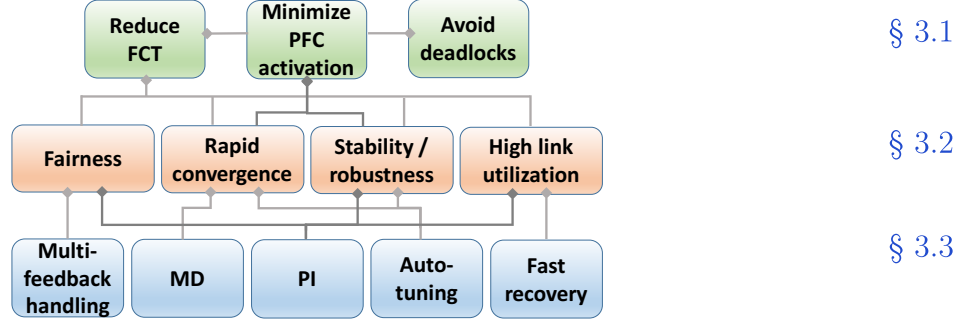 Reduce
FCT
Minimize
PFC
activation
Avoid
deadlocks
§ 3.1
Fairness
Rapid
convergence
Stability /
robustness
High link
utilization
§ 3.2
Multi-
feedback
handling
MD
PI
Auto-
tuning
Fast
recovery
§ 3.3